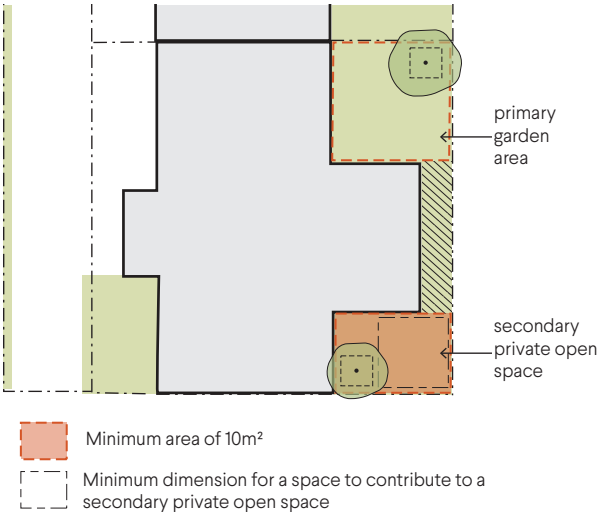 primary
garden
area
secondary
private open
space
Minimum area of 10m²
Minimum dimension for a space to contribute to a
secondary private open space